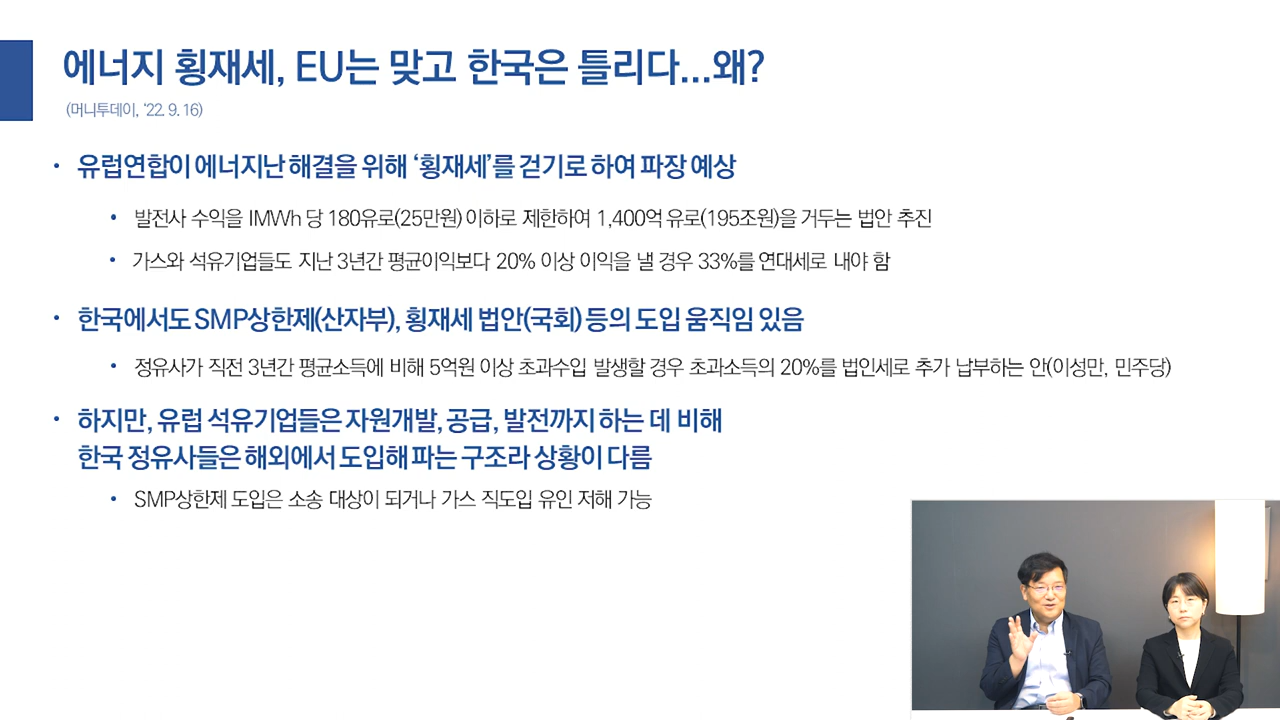 에너지 횡재세, EU는 맞고 한국은 틀리다...왜?
(머니투데이, '22. 9. 16)
• 유럽연합이 에너지난 해결을 위해 '횡재세'를 걷기로 하여 파장 예상
• 발전사 수익을 IMWh 당 180유로(25만원) 이하로 제한하여 1,400억 유로(195조원)을 거두는 법안 추진
• 가스와 석유기업들도 지난 3년간 평균이익보다 20% 이상 이익을 낼 경우 33%를 연대세로 내야 함
• 한국에서도 SMP상한제(산자부), 횡재세 법안(국회) 등의 도입 움직임 있음
• 정유사가 직전 3년간 평균소득에 비해 5억원 이상 초과수입 발생할 경우 초과소득의 20%를 법인세로 추가 납부하는 안(이성만, 민주당)
• 하지만, 유럽 석유기업들은 자원개발, 공급, 발전까지 하는 데 비해
한국 정유사들은 해외에서 도입해 파는 구조라 상황이 다름
• SMP상한제 도입은 소송 대상이 되거나 가스 직도입 유인 저해 가능